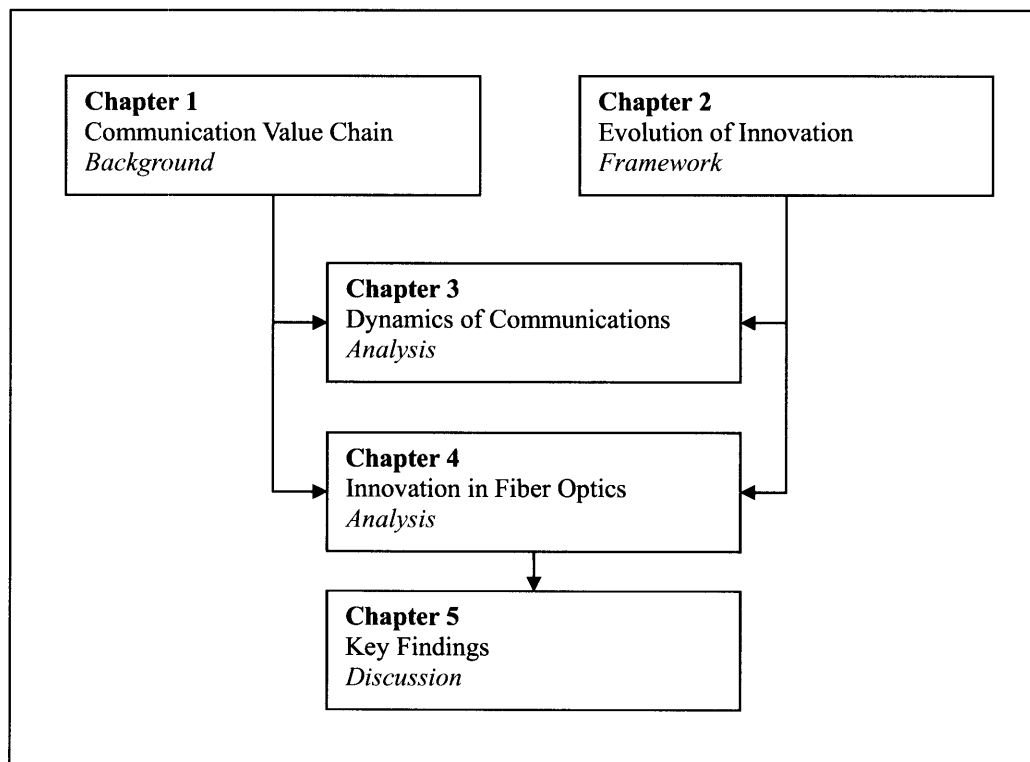 Chapter 1
Communication Value Chain
Background
Chapter 2
Evolution of Innovation
Framework
Chapter 3
Dynamics of Communications
Analysis
Chapter 4
Innovation in Fiber Optics
Analysis
Chapter 5
Key Findings
Discussion